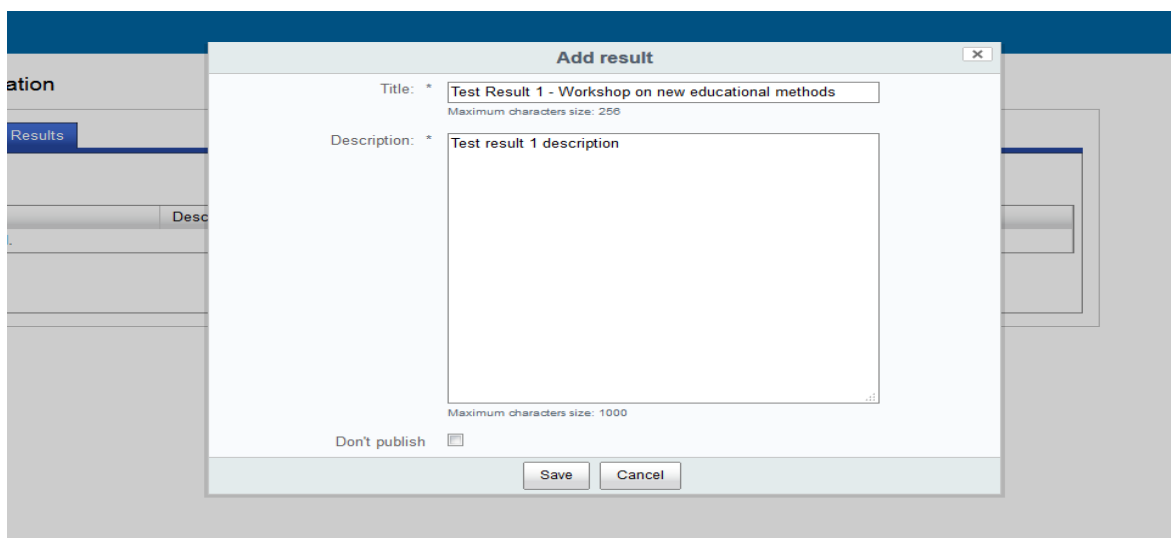 Add result
ation
Title: * Test Result 1 - Workshop on new educational methods
Maximum characters size: 256
Results
Description: * Test result 1 description
Desc
Maximum characters size: 1000
Don't publish
Save Cancel